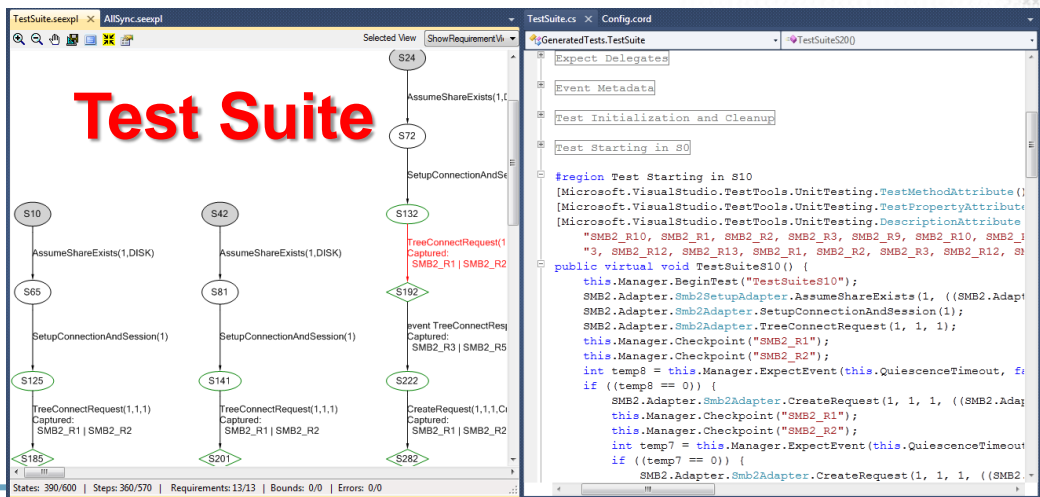 TestSuite.seexpl × AllSync.seexpl
Selected View ShowRequirementVi
Test Suite
S24
AssumeShareExists(1,D
S72
SetupConnectionAndSe
S10
S42
S132
AssumeShareExists(1,DISK)
AssumeShareExists(1,DISK)
TreeConnectRequest(1
Captured:
SMB2_R1 | SMB2_R2
S65
S81
S192
SetupConnectionAndSession(1)
SetupConnectionAndSession(1)
event TreeConnectResp
Captured:
SMB2_R3 | SMB2_R5
S125
S141
S222
TreeConnectRequest(1,1,1)
Captured:
SMB2_R1 | SMB2_R2
TreeConnectRequest(1,1,1)
Captured:
SMB2_R1 | SMB2_R2
CreateRequest(1,1,1,Cr
Captured:
SMB2_R1 | SMB2_R2
S185
S201
S282
States: 390/600 | Steps: 360/570 | Requirements: 13/13 | Bounds: 0/0 | Errors: 0/0
TestSuite.cs × Config.cord
GeneratedTests.TestSuite TestSuiteS20()
Expect Delegates
Event Metadata
Test Initialization and Cleanup
Test Starting in S0
#region Test Starting in S10
[Microsoft.VisualStudio.TestTools.UnitTesting.TestMethodAttribute()
[Microsoft.VisualStudio.TestTools.UnitTesting.TestPropertyAttribute
[Microsoft.VisualStudio.TestTools.UnitTesting.DescriptionAttribute
"SMB2_R10, SMB2_R1, SMB2_R2, SMB2_R3, SMB2_R9, SMB2_R10, SMB2_
"3, SMB2_R12, SMB2_R13, SMB2_R1, SMB2_R2, SMB2_R3, SMB2_R12, SM
public virtual void TestSuiteS10() {
this.Manager.BeginTest("TestSuiteS10");
SMB2.Adapter.Smb2SetupAdapter.AssumeShareExists(1, ((SMB2.Adapt
SMB2.Adapter.Smb2Adapter.SetupConnectionAndSession(1);
SMB2.Adapter.Smb2Adapter.TreeConnectRequest(1, 1, 1);
this.Manager.Checkpoint("SMB2_R1");
this.Manager.Checkpoint("SMB2_R2");
int temp8 = this.Manager.ExpectEvent(this.QuiescenceTimeout, fa
if ((temp8 == 0)) {
SMB2.Adapter.Smb2Adapter.CreateRequest(1, 1, 1, ((SMB2.Adap
this.Manager.Checkpoint("SMB2_R1");
this.Manager.Checkpoint("SMB2_R2");
int temp7 = this.Manager.ExpectEvent(this.QuiescenceTimeout
if ((temp7 == 0)) {
SMB2.Adapter.Smb2Adapter.CreateRequest(1, 1, 1, ((SMB2.